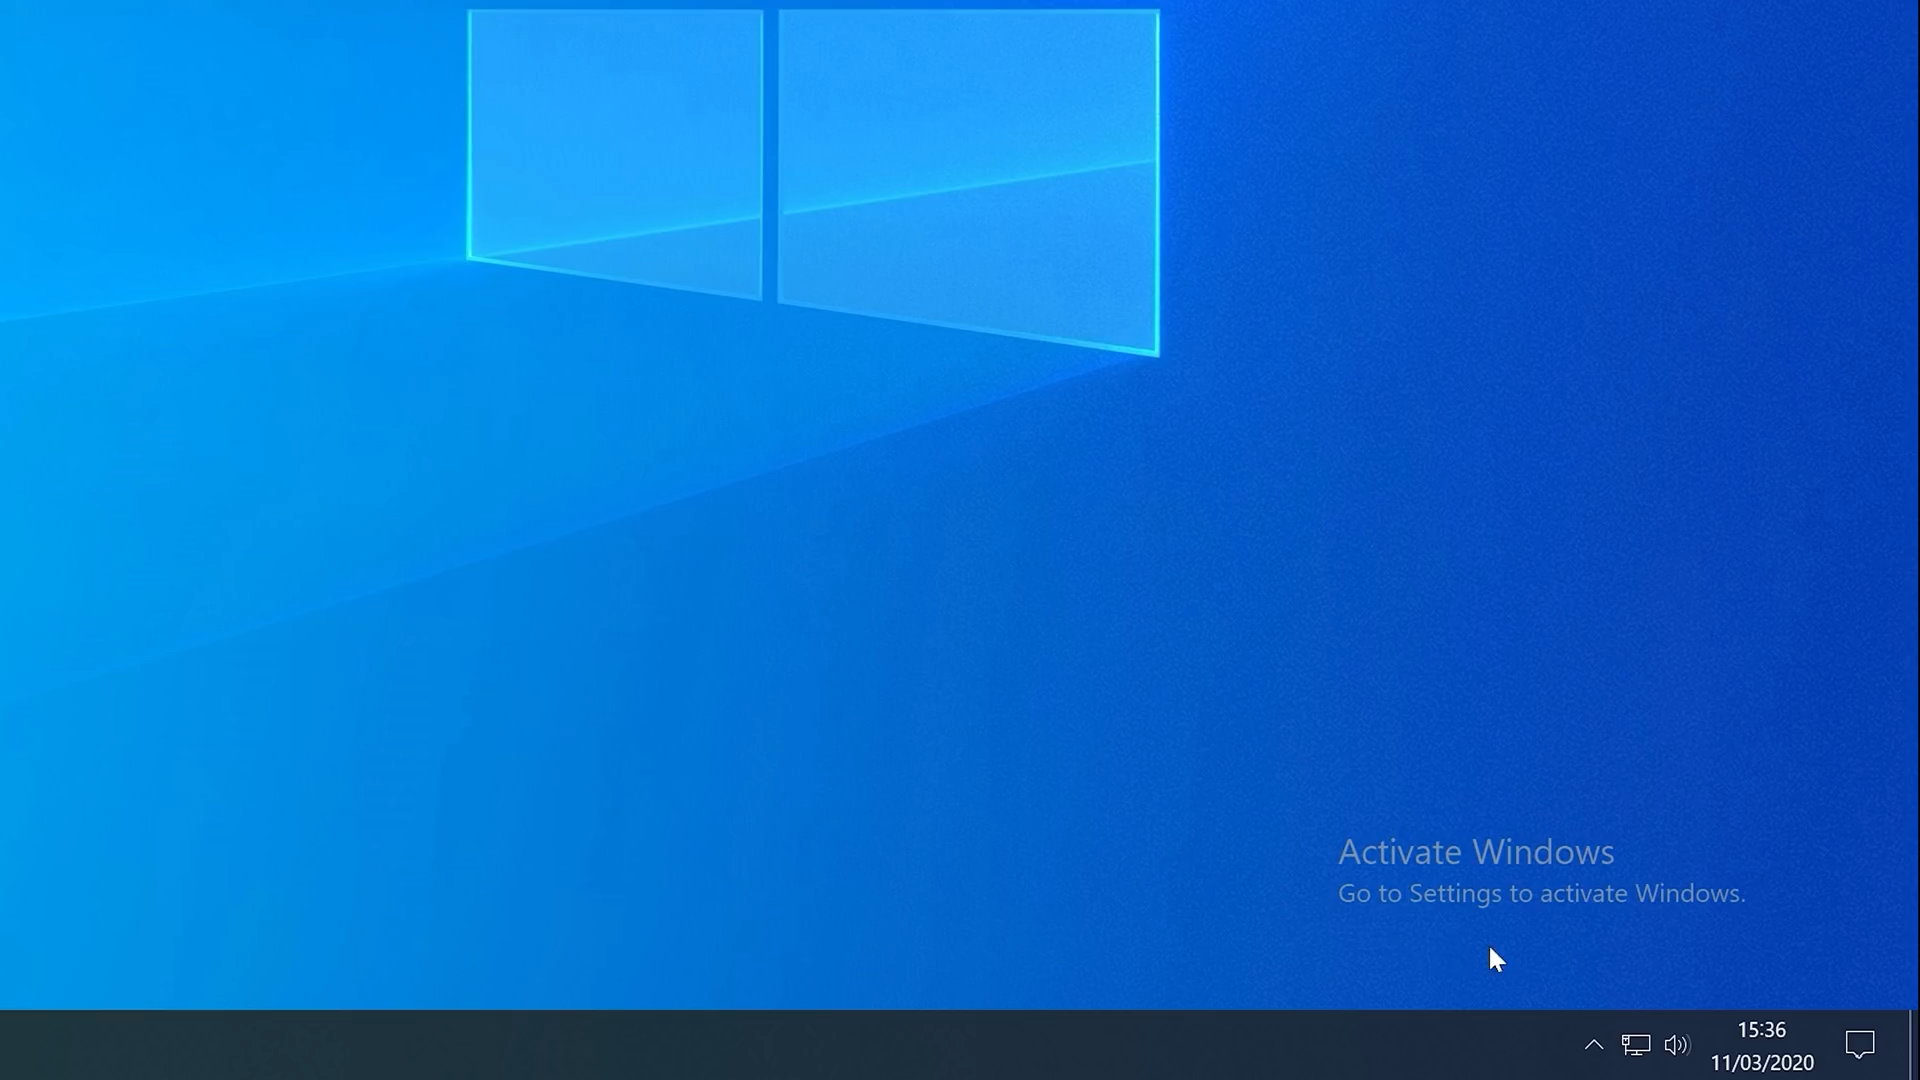 Activate Windows
Go to Settings to activate Windows.
15:36
11/03/2020